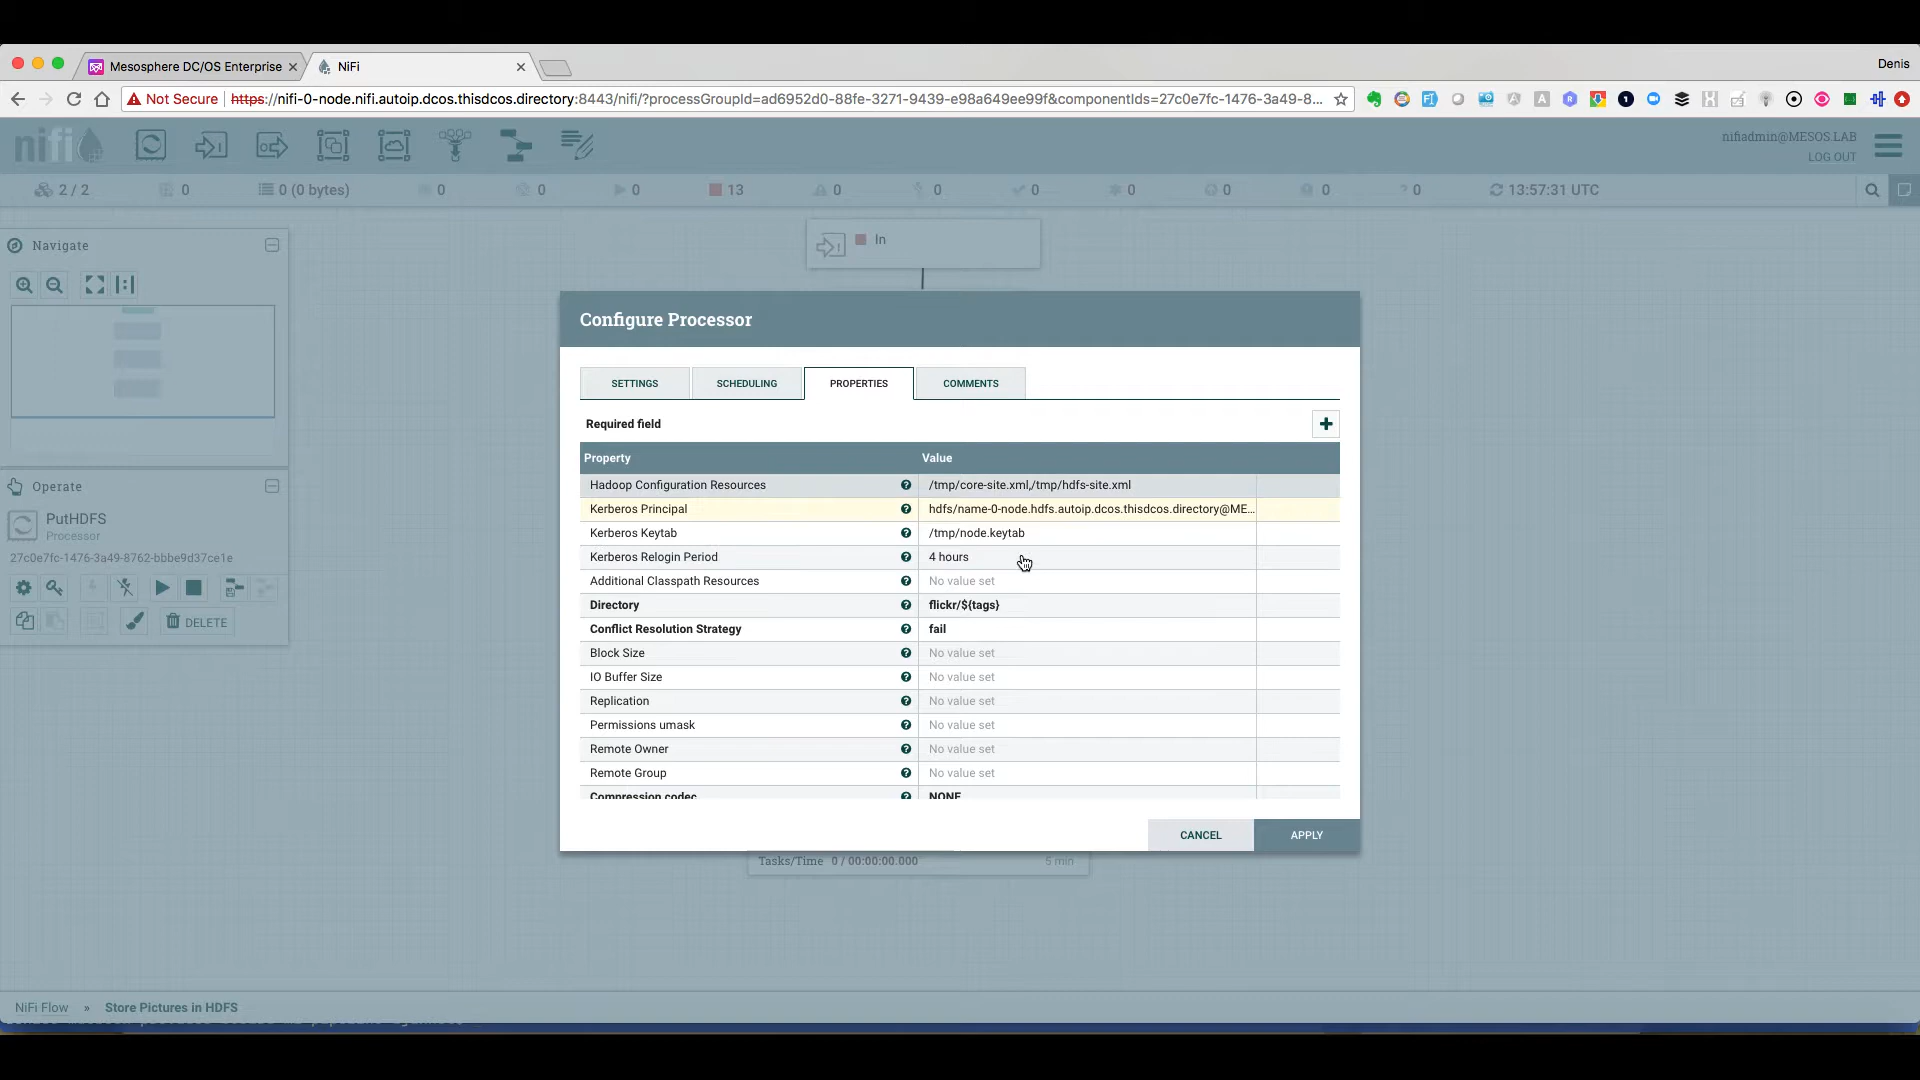 Mesosphere DC/OS Enterprise
NiFi
Denis
Not Secure
https://nifi-0-node.nifi.autoip.dcos.thisdcos.directory:8443/nifi/?processGroupId=ad6952d0-88fe-3271-9439-e98a649ee99f&componentIds=27c0e7fc-1476-3a49-8...
nifi
nifiadmin@MESOS.LAB
LOG OUT
2 / 2
0
0 (0 bytes)
0
0
0
13
0
0
0
0
0
0
0
13:57:31 UTC
Navigate
In
Operate
PutHDFS
Processor
27c0e7fc-1476-3a49-8762-bbbe9d37ce1e
DELETE
Configure Processor
SETTINGS
SCHEDULING
PROPERTIES
COMMENTS
Required field
Property Value
Hadoop Configuration Resources /tmp/core-site.xml,/tmp/hdfs-site.xml
Kerberos Principal hdfs/name-0-node.hdfs.autoip.dcos.thisdcos.directory@ME...
Kerberos Keytab /tmp/node.keytab
Kerberos Relogin Period 4 hours
Additional Classpath Resources No value set
Directory flickr/${tags}
Conflict Resolution Strategy fail
Block Size No value set
IO Buffer Size No value set
Replication No value set
Permissions umask No value set
Remote Owner No value set
Remote Group No value set
Compression codec NONE
CANCEL
APPLY
Tasks/Time 0 / 00:00:00.000 5 min
NiFi Flow » Store Pictures in HDFS